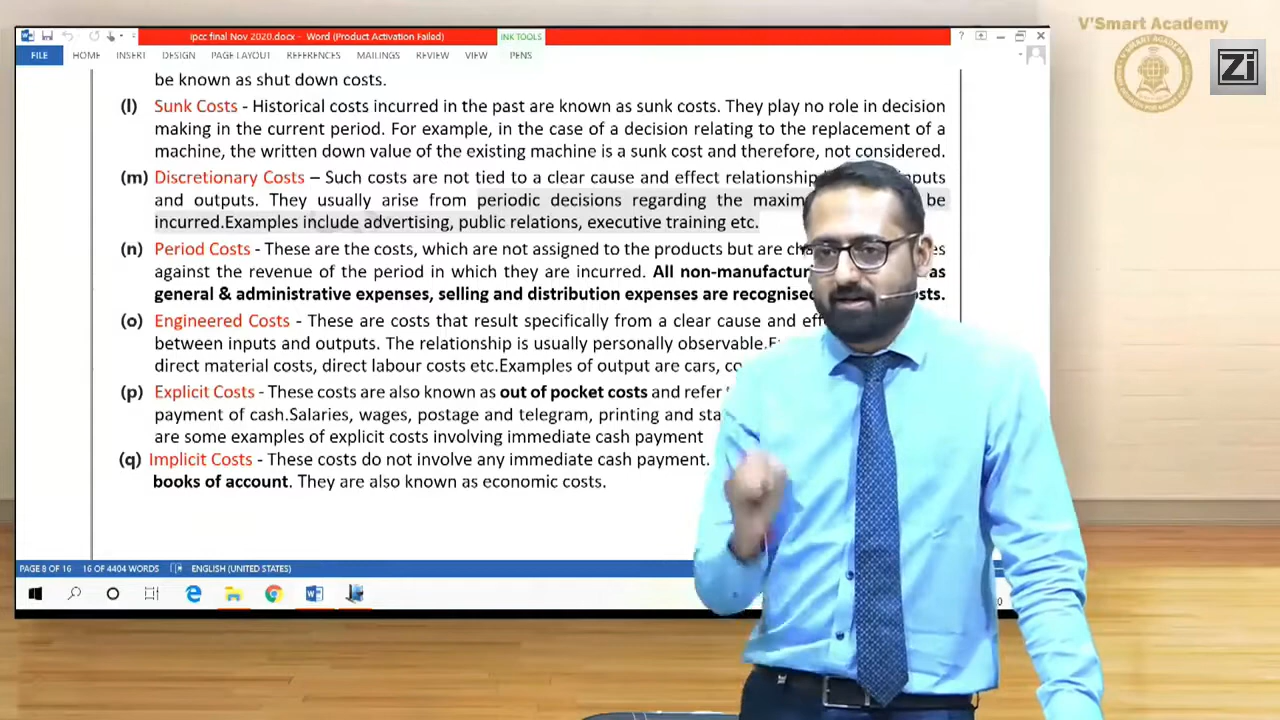 V'Smart Academy
ipcc final Nov 2020.docx - Word (Product Activation Failed)
INK TOOLS
FILE HOME INSERT DESIGN PAGE LAYOUT REFERENCES MAILINGS REVIEW VIEW PENS
Zi
be known as shut down costs.
(l) Sunk Costs - Historical costs incurred in the past are known as sunk costs. They play no role in decision
making in the current period. For example, in the case of a decision relating to the replacement of a
machine, the written down value of the existing machine is a sunk cost and therefore, not considered.
(m) Discretionary Costs – Such costs are not tied to a clear cause and effect relationship inputs
and outputs. They usually arise from periodic decisions regarding the be
incurred.Examples include advertising, public relations, executive training etc.
(n) Period Costs - These are the costs, which are not assigned to the products but are
against the revenue of the period in which they are incurred. All as
general & administrative expenses, selling and distribution expenses are
(o) Engineered Costs - These are costs that result specifically from a clear cause and
between inputs and outputs. The relationship is usually personally observable.
direct material costs, direct labour costs etc.Examples of output are cars,
(p) Explicit Costs - These costs are also known as out of pocket costs and
payment of cash.Salaries, wages, postage and telegram, printing and
are some examples of explicit costs involving immediate cash payment
(q) Implicit Costs - These costs do not involve any immediate cash payment.
books of account. They are also known as economic costs.
PAGE 8 OF 16 16 OF 4404 WORDS ENGLISH (UNITED STATES)